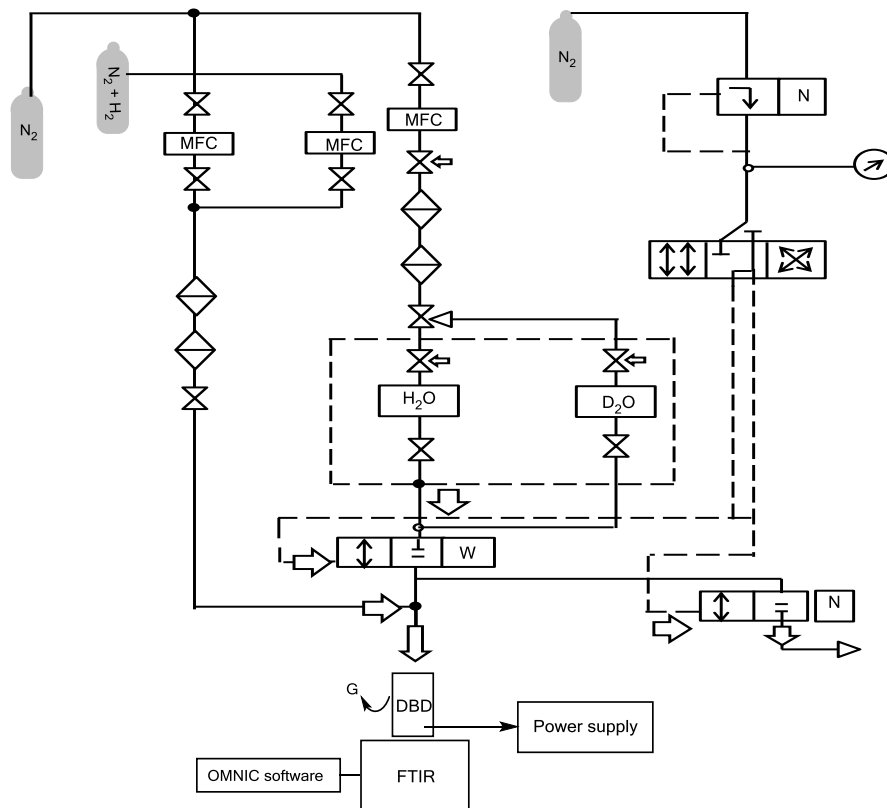 N₂
N₂ + H₂
MFC
MFC
MFC
N₂
N
H₂O
D₂O
W
N
G
DBD
Power supply
OMNIC software
FTIR